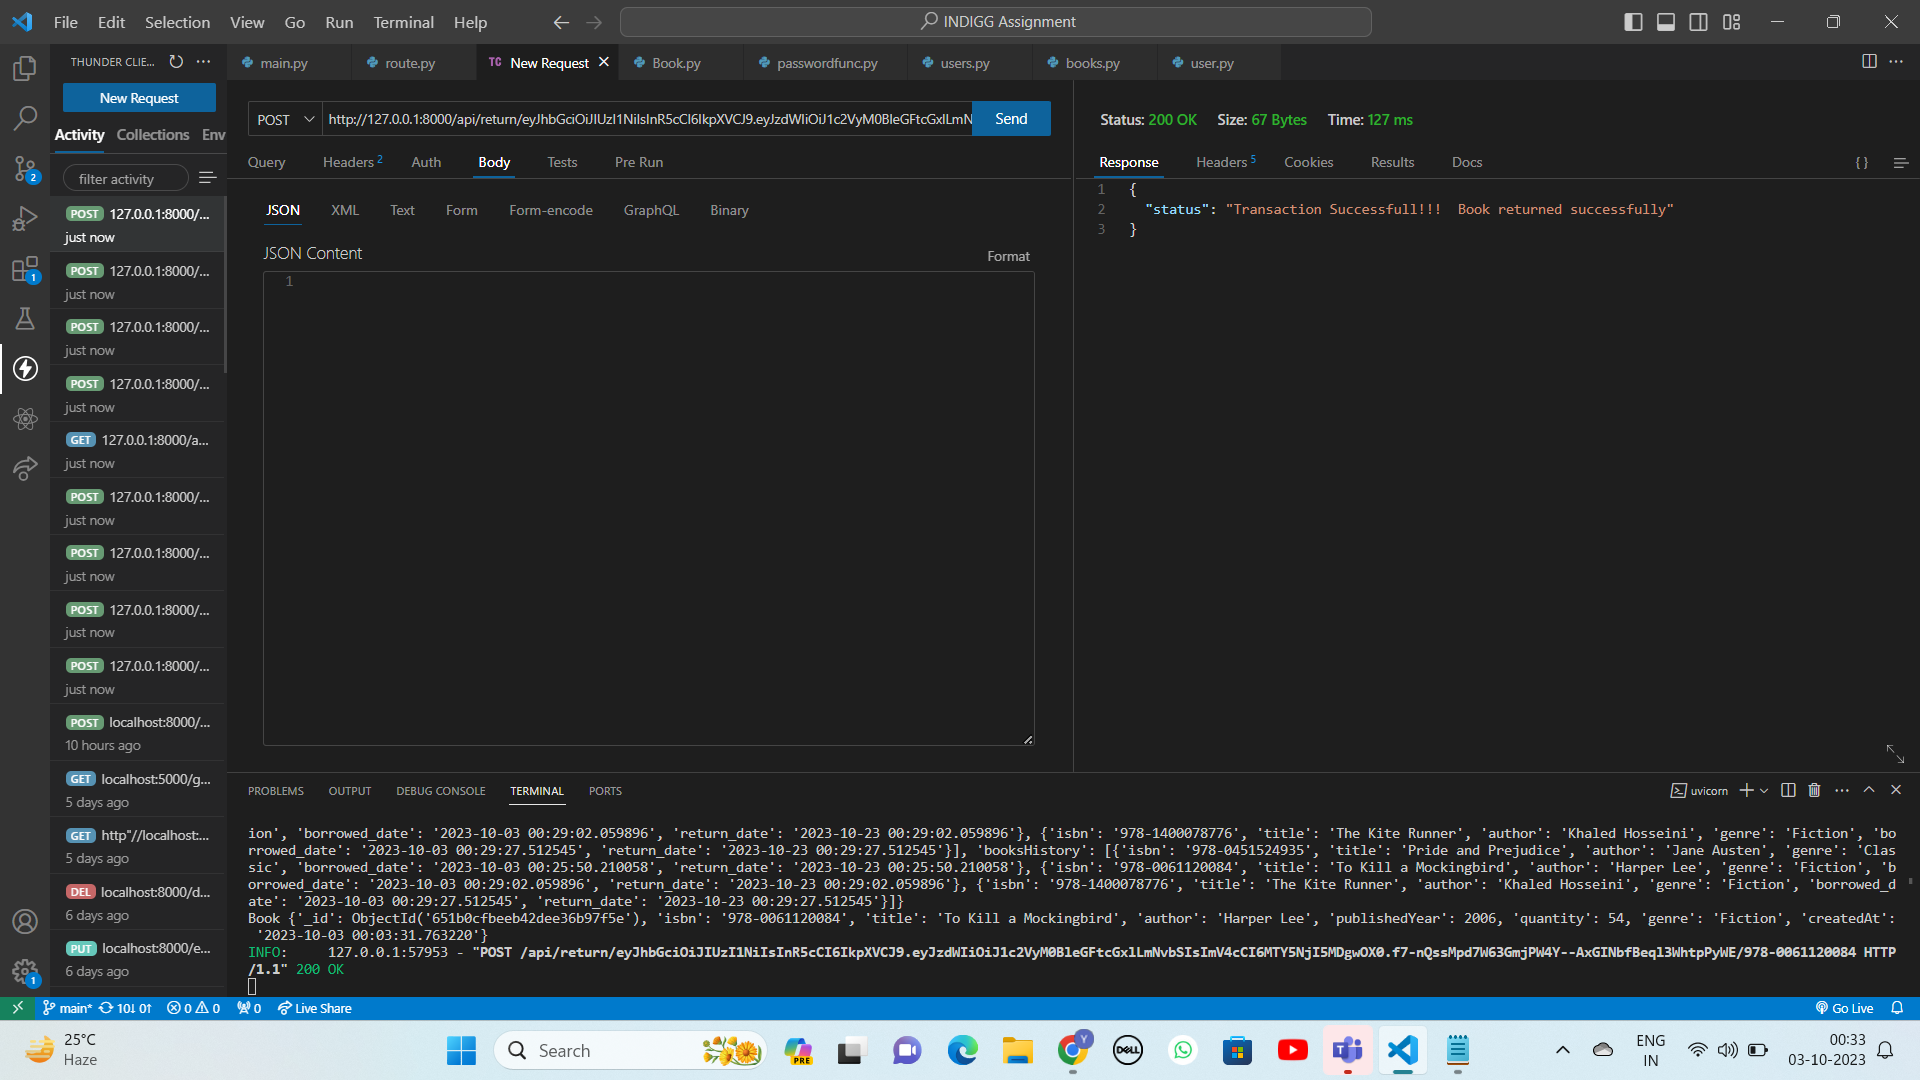 File Edit Selection View Go Run Terminal Help
INDIGG Assignment
THUNDER CLIE...
New Request
Activity Collections Env
filter activity
POST 127.0.0.1:8000/...
just now
POST 127.0.0.1:8000/...
just now
POST 127.0.0.1:8000/...
just now
POST 127.0.0.1:8000/...
just now
GET 127.0.0.1:8000/a...
just now
POST 127.0.0.1:8000/...
just now
POST 127.0.0.1:8000/...
just now
POST 127.0.0.1:8000/...
just now
POST 127.0.0.1:8000/...
just now
POST localhost:8000/...
10 hours ago
GET localhost:5000/g...
5 days ago
GET http"//localhost:...
5 days ago
DEL localhost:8000/d...
6 days ago
PUT localhost:8000/e...
6 days ago
2
1
1
main.py route.py TC New Request Book.py passwordfunc.py users.py books.py user.py
POST http://127.0.0.1:8000/api/return/eyJhbGciOiJIUzI1NiIsInR5cCI6IkpXVCJ9.eyJzdWIiOiJ1c2VyM0BleGFtcGxlLmN Send
Query Headers 2 Auth Body Tests Pre Run
JSON XML Text Form Form-encode GraphQL Binary
JSON Content Format
1
Status: 200 OK Size: 67 Bytes Time: 127 ms
Response Headers 5 Cookies Results Docs { }
1 {
2 "status": "Transaction Successfull!!!  Book returned successfully"
3 }
PROBLEMS OUTPUT DEBUG CONSOLE TERMINAL PORTS uvicorn
ion', 'borrowed_date': '2023-10-03 00:29:02.059896', 'return_date': '2023-10-23 00:29:02.059896'}, {'isbn': '978-1400078776', 'title': 'The Kite Runner', 'author': 'Khaled Hosseini', 'genre': 'Fiction', 'bo
rrowed_date': '2023-10-03 00:29:27.512545', 'return_date': '2023-10-23 00:29:27.512545'}], 'booksHistory': [{'isbn': '978-0451524935', 'title': 'Pride and Prejudice', 'author': 'Jane Austen', 'genre': 'Clas
sic', 'borrowed_date': '2023-10-03 00:25:50.210058', 'return_date': '2023-10-23 00:25:50.210058'}, {'isbn': '978-0061120084', 'title': 'To Kill a Mockingbird', 'author': 'Harper Lee', 'genre': 'Fiction', 'b
orrowed_date': '2023-10-03 00:29:02.059896', 'return_date': '2023-10-23 00:29:02.059896'}, {'isbn': '978-1400078776', 'title': 'The Kite Runner', 'author': 'Khaled Hosseini', 'genre': 'Fiction', 'borrowed_d
ate': '2023-10-03 00:29:27.512545', 'return_date': '2023-10-23 00:29:27.512545'}]}
Book {'_id': ObjectId('651b0cfbeeb42dee36b97f5e'), 'isbn': '978-0061120084', 'title': 'To Kill a Mockingbird', 'author': 'Harper Lee', 'publishedYear': 2006, 'quantity': 54, 'genre': 'Fiction', 'createdAt':
'2023-10-03 00:03:31.763220'}
INFO: 127.0.0.1:57953 - "POST /api/return/eyJhbGciOiJIUzI1NiIsInR5cCI6IkpXVCJ9.eyJzdWIiOiJ1c2VyM0BleGFtcGxlLmNvbSIsImV4cCI6MTY5NjI5MDgwOX0.f7-nQssMpd7W63GmjPW4Y--AxGINbfBeql3WhtpPyWE/978-0061120084 HTTP
/1.1" 200 OK
main* 10↓ 0↑ 0 0 0 Live Share Go Live
25°C
Haze
Search
PRE
Y
DELL
ENG
IN
00:33
03-10-2023